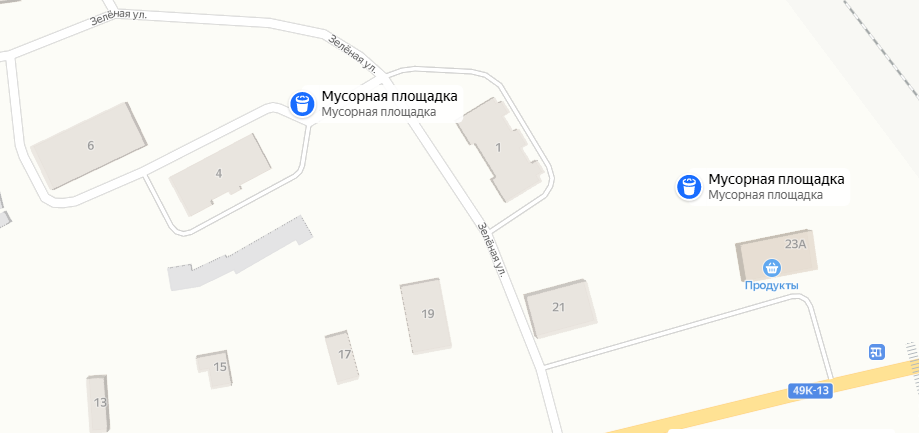 Зелёная ул.
Зелёная ул.
Мусорная площадка
Мусорная площадка
6
4
1
Мусорная площадка
Мусорная площадка
Зелёная ул.
23А
Продукты
21
19
17
15
13
49К-13